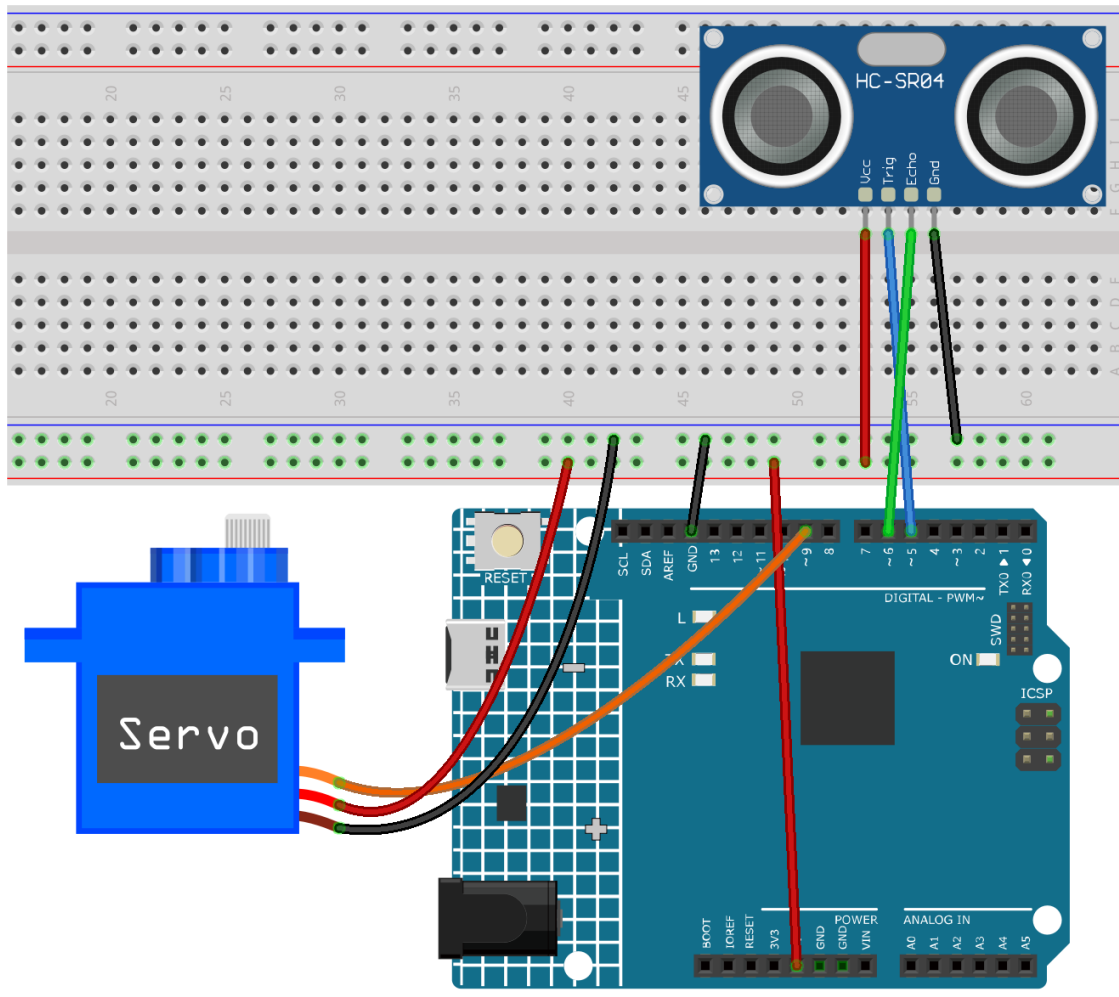 20 25 30 35 40 45
HC-SR04
Vcc Trig Echo Gnd
J
I
H
G
F
E
D
C
B
A
20 25 30 35 40 45 50 55 60
RESET
SCL SDA AREF GND 13 12 ~11 ~9 8 7 ~6 ~5 4 ~3 2 TX0 ▶1 RX0 ◀0
DIGITAL - PWM~
L
TX
RX
SWD
ON
ICSP
Servo
POWER
ANALOG IN
BOOT IOREF RESET 3V3 GND GND VIN A0 A1 A2 A3 A4 A5